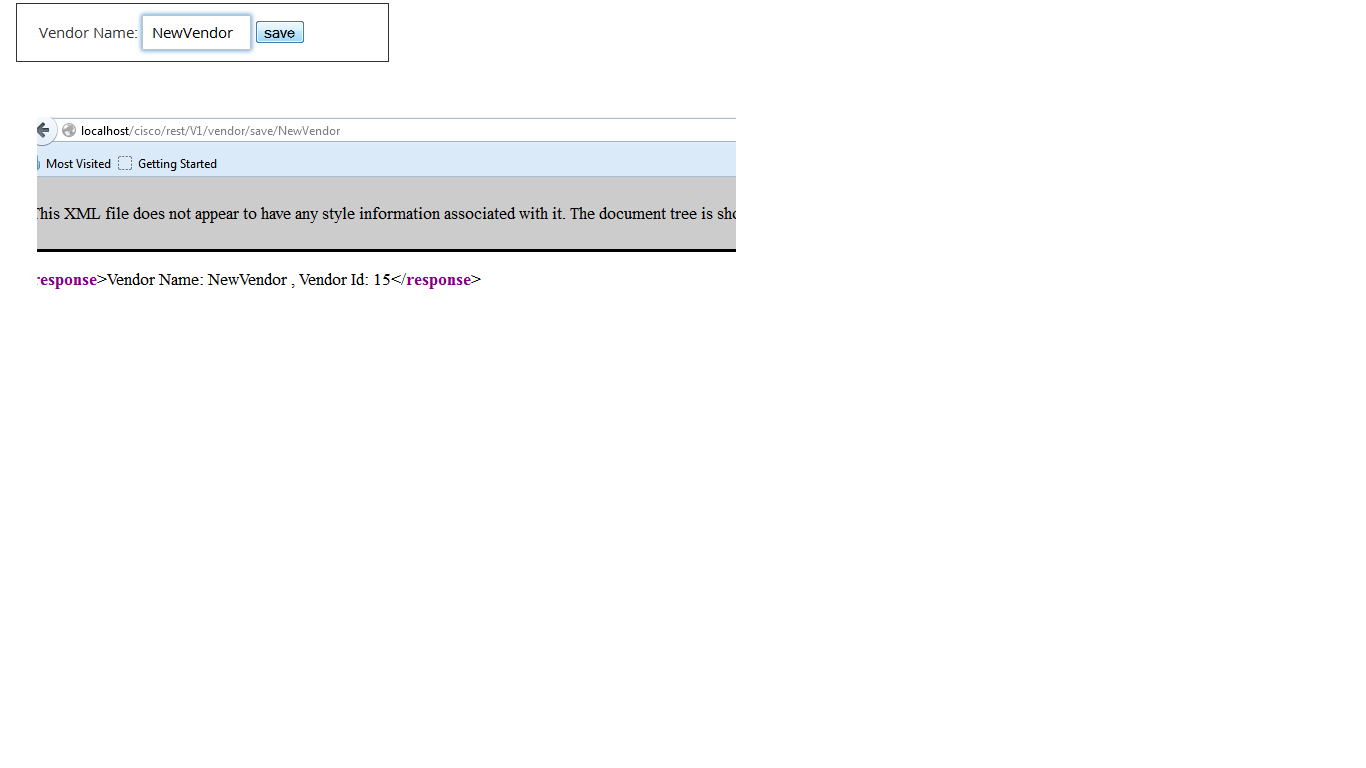 Vendor Name: NewVendor save
localhost/cisco/rest/V1/vendor/save/NewVendor
Most Visited Getting Started
This XML file does not appear to have any style information associated with it. The document tree is
response>Vendor Name: NewVendor , Vendor Id: 15</response>